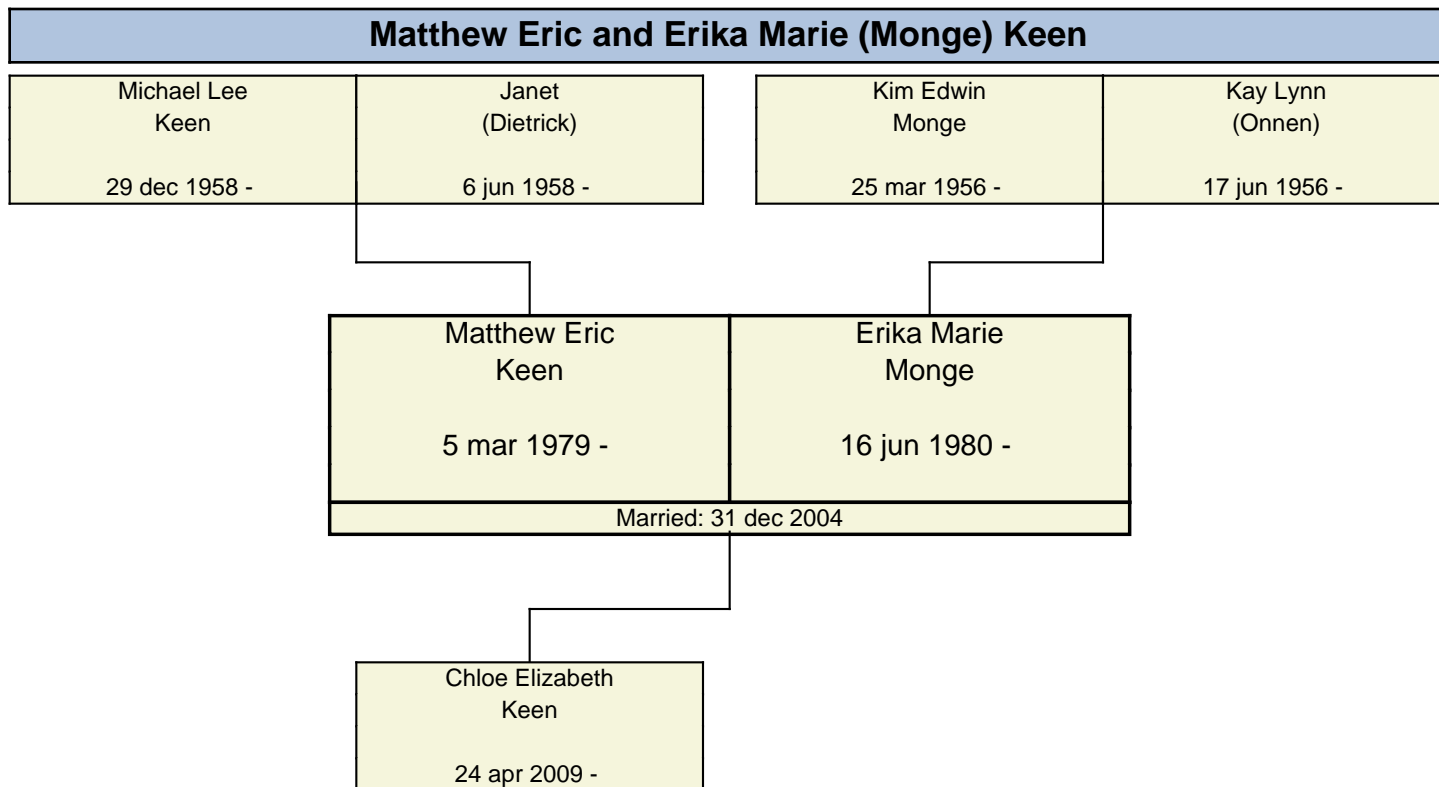 Matthew Eric and Erika Marie (Monge) Keen
Michael Lee
Keen
29 dec 1958 -
Janet
(Dietrick)
6 jun 1958 -
Kim Edwin
Monge
25 mar 1956 -
Kay Lynn
(Onnen)
17 jun 1956 -
Matthew Eric
Keen
5 mar 1979 -
Erika Marie
Monge
16 jun 1980 -
Married: 31 dec 2004
Chloe Elizabeth
Keen
24 apr 2009 -